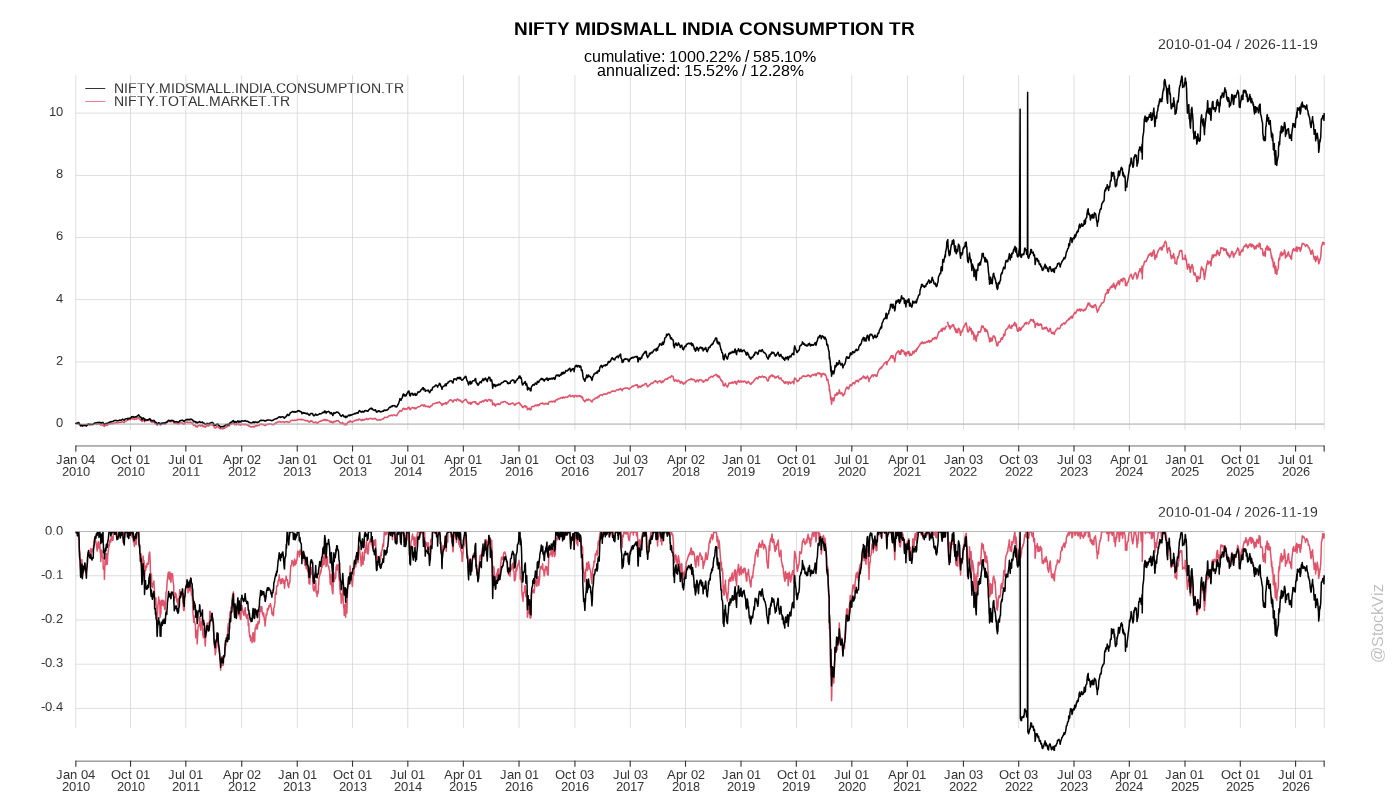 NIFTY MIDSMALL INDIA CONSUMPTION TR
2010-01-04 / 2026-11-19
cumulative: 1000.22% / 585.10%
annualized: 15.52% / 12.28%
NIFTY.MIDSMALL.INDIA.CONSUMPTION.TR
NIFTY.TOTAL.MARKET.TR
10
8
6
4
2
0
Jan 04 Oct 01 Jul 01 Apr 02 Jan 01 Oct 01 Jul 01 Apr 01 Jan 01 Oct 03 Jul 03 Apr 02 Jan 01 Oct 01 Jul 01 Apr 01 Jan 03 Oct 03 Jul 03 Apr 01 Jan 01 Oct 01 Jul 01
2010 2010 2011 2012 2013 2013 2014 2015 2016 2016 2017 2018 2019 2019 2020 2021 2022 2022 2023 2024 2025 2025 2026
2010-01-04 / 2026-11-19
0.0
-0.1
-0.2
-0.3
-0.4
Jan 04 Oct 01 Jul 01 Apr 02 Jan 01 Oct 01 Jul 01 Apr 01 Jan 01 Oct 03 Jul 03 Apr 02 Jan 01 Oct 01 Jul 01 Apr 01 Jan 03 Oct 03 Jul 03 Apr 01 Jan 01 Oct 01 Jul 01
2010 2010 2011 2012 2013 2013 2014 2015 2016 2016 2017 2018 2019 2019 2020 2021 2022 2022 2023 2024 2025 2025 2026
@StockViz